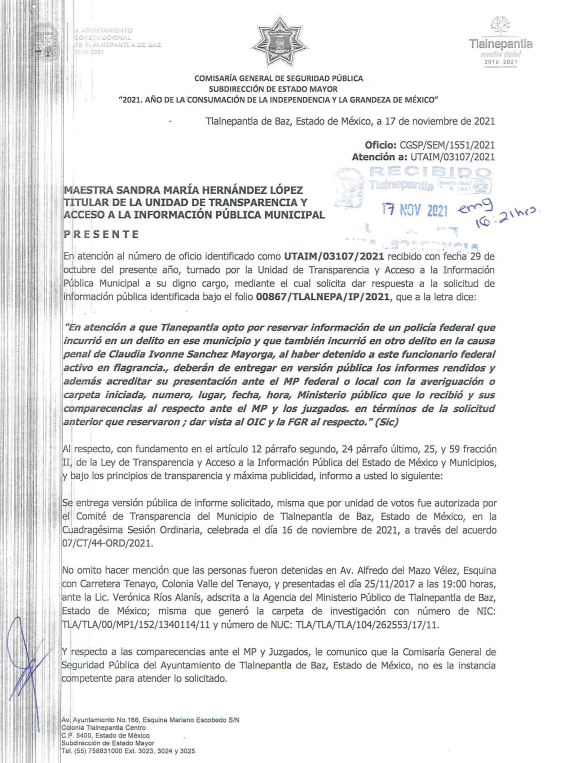 H. AYUNTAMIENTO
CONSTITUCIONAL
DE TLALNEPANTLA DE BAZ
2019-2021
Tlalnepantla
nuestra ciudad
2019-2021
COMISARÍA GENERAL DE SEGURIDAD PÚBLICA
SUBDIRECCIÓN DE ESTADO MAYOR
"2021. AÑO DE LA CONSUMACIÓN DE LA INDEPENDENCIA Y LA GRANDEZA DE MÉXICO"
Tlalnepantla de Baz, Estado de México, a 17 de noviembre de 2021
Oficio: CGSP/SEM/1551/2021
Atención a: UTAIM/03107/2021
RECIBIDO
Tlalnepantla
17 NOV 2021
16:21hrs.
MAESTRA SANDRA MARÍA HERNÁNDEZ LÓPEZ
TITULAR DE LA UNIDAD DE TRANSPARENCIA Y
ACCESO A LA INFORMACIÓN PÚBLICA MUNICIPAL
P R E S E N T E
En atención al número de oficio identificado como UTAIM/03107/2021 recibido con fecha 29 de
octubre del presente año, turnado por la Unidad de Transparencia y Acceso a la Información
Pública Municipal a su digno cargo, mediante el cual solicita dar respuesta a la solicitud de
información pública identificada bajo el folio 00867/TLALNEPA/IP/2021, que a la letra dice:
"En atención a que Tlanepantla opto por reservar información de un policía federal que
incurrió en un delito en ese municipio y que también incurrió en otro delito en la causa
penal de Claudia Ivonne Sanchez Mayorga, al haber detenido a este funcionario federal
activo en flagrancia., deberán de entregar en versión pública los informes rendidos y
además acreditar su presentación ante el MP federal o local con la averiguación o
carpeta iniciada, numero, lugar, fecha, hora, Ministerio público que lo recibió y sus
comparecencias al respecto ante el MP y los juzgados. en términos de la solicitud
anterior que reservaron ; dar vista al OIC y la FGR al respecto." (Sic)
Al respecto, con fundamento en el artículo 12 párrafo segundo, 24 párrafo último, 25, y 59 fracción
II, de la Ley de Transparencia y Acceso a la Información Pública del Estado de México y Municipios,
y bajo los principios de transparencia y máxima publicidad, informo a usted lo siguiente:
Se entrega versión pública de informe solicitado, misma que por unidad de votos fue autorizada por
el Comité de Transparencia del Municipio de Tlalnepantla de Baz, Estado de México, en la
Cuadragésima Sesión Ordinaria, celebrada el día 16 de noviembre de 2021, a través del acuerdo
07/CT/44-ORD/2021.
No omito hacer mención que las personas fueron detenidas en Av. Alfredo del Mazo Vélez, Esquina
con Carretera Tenayo, Colonia Valle del Tenayo, y presentadas el día 25/11/2017 a las 19:00 horas,
ante la Lic. Verónica Ríos Alanís, adscrita a la Agencia del Ministerio Público de Tlalnepantla de Baz,
Estado de México; misma que generó la carpeta de investigación con número de NIC:
TLA/TLA/00/MP1/152/1340114/11 y número de NUC: TLA/TLA/TLA/104/262553/17/11.
Y respecto a las comparecencias ante el MP y Juzgados, le comunico que la Comisaría General de
Seguridad Pública del Ayuntamiento de Tlalnepantla de Baz, Estado de México, no es la instancia
competente para atender lo solicitado.
Av. Ayuntamiento No.166, Esquina Mariano Escobedo S/N
Colonia Tlalnepantla Centro
C.P. 5400, Estado de México
Subdirección de Estado Mayor
Tel. (55) 758831000 Ext. 3023, 3024 y 3025